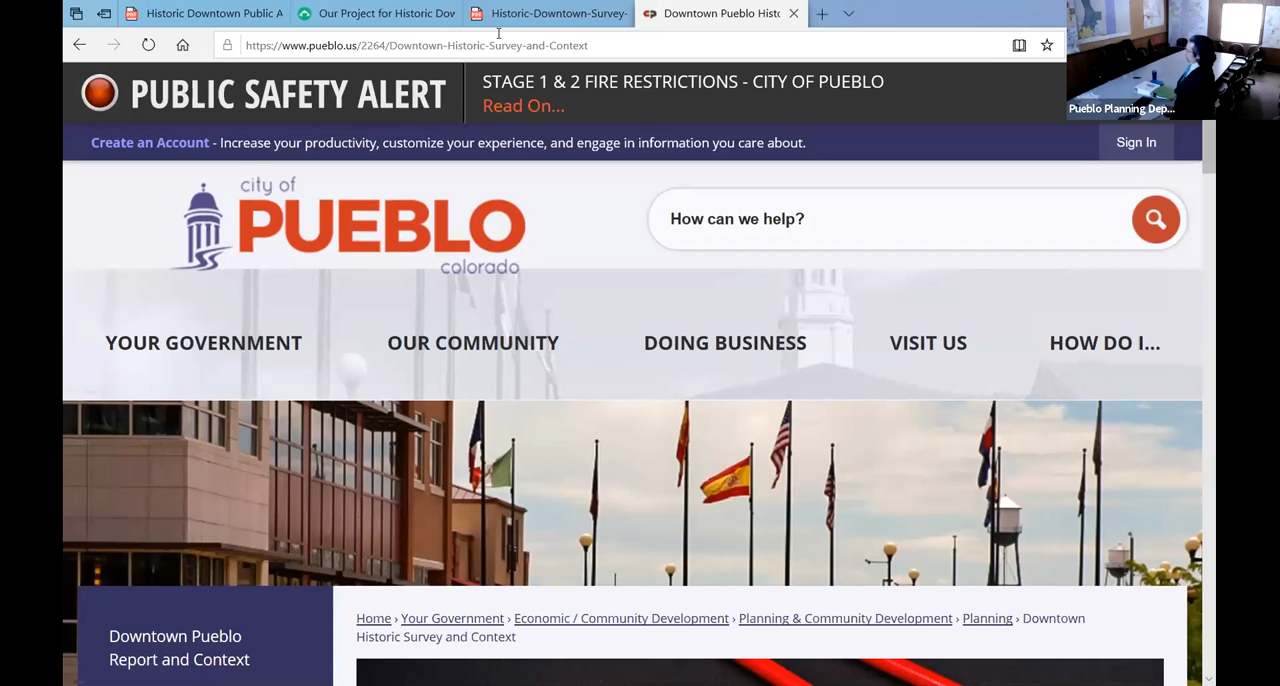 Historic Downtown Public A
Our Project for Historic Dov
Historic-Downtown-Survey-
Downtown Pueblo Histo
https://www.pueblo.us/2264/Downtown-Historic-Survey-and-Context
Pueblo Planning Dep...
PUBLIC SAFETY ALERT
STAGE 1 & 2 FIRE RESTRICTIONS - CITY OF PUEBLO
Read On...
Create an Account - Increase your productivity, customize your experience, and engage in information you care about.
Sign In
city of
PUEBLO
colorado
How can we help?
YOUR GOVERNMENT
OUR COMMUNITY
DOING BUSINESS
VISIT US
HOW DO I...
Downtown Pueblo
Report and Context
Home › Your Government › Economic / Community Development › Planning & Community Development › Planning › Downtown
Historic Survey and Context